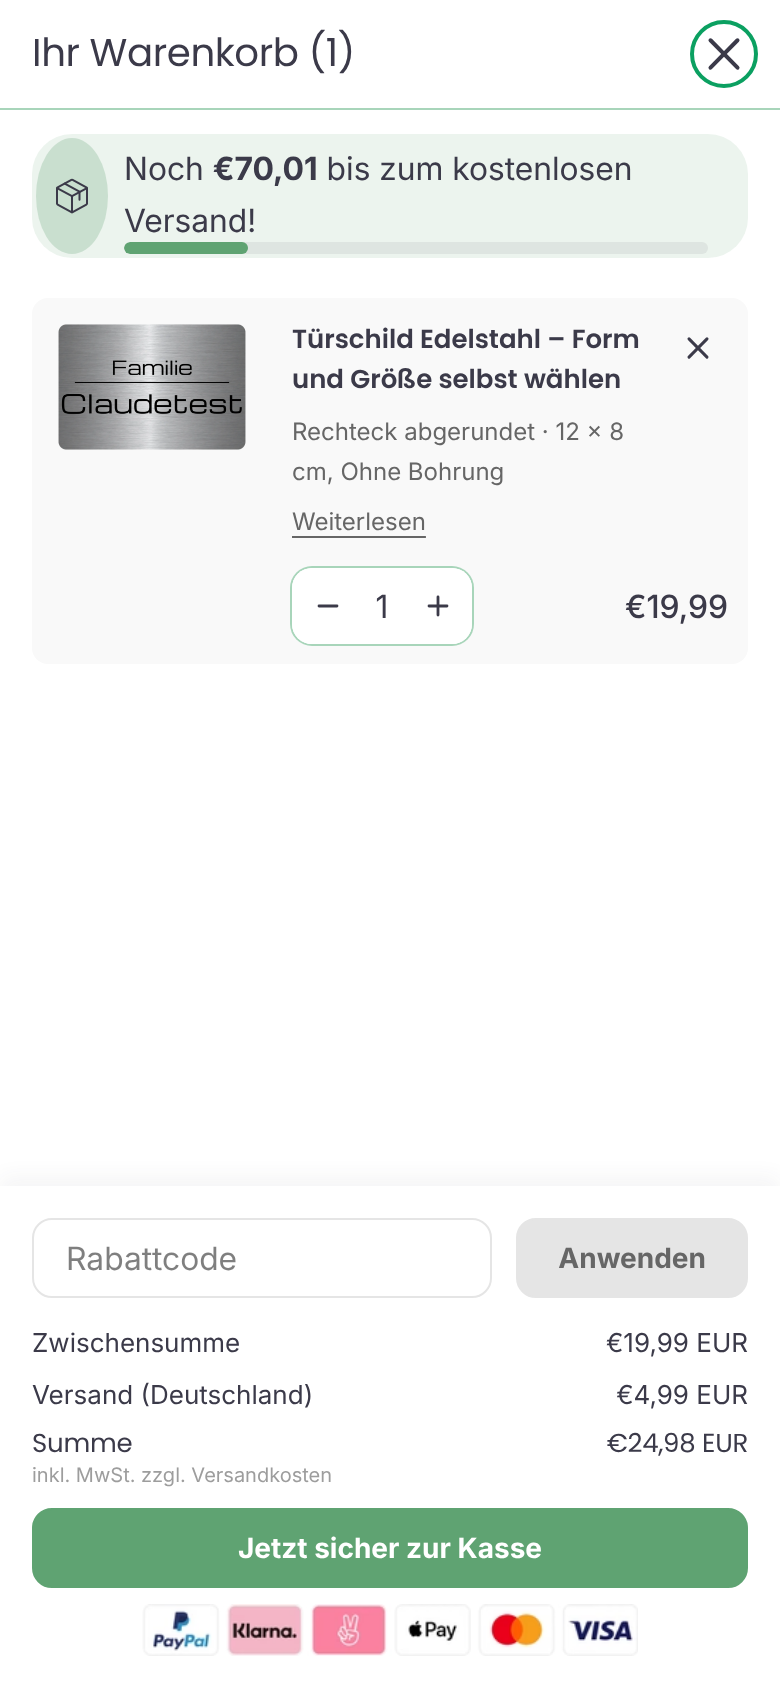 Ihr Warenkorb (1)
Noch €70,01 bis zum kostenlosen
Versand!
Familie
Claudetest
Türschild Edelstahl – Form
und Größe selbst wählen
Rechteck abgerundet · 12 × 8
cm, Ohne Bohrung
Weiterlesen
− 1 +
€19,99
Rabattcode
Anwenden
Zwischensumme €19,99 EUR
Versand (Deutschland) €4,99 EUR
Summe €24,98 EUR
inkl. MwSt. zzgl. Versandkosten
Jetzt sicher zur Kasse
PayPal Klarna. Pay VISA